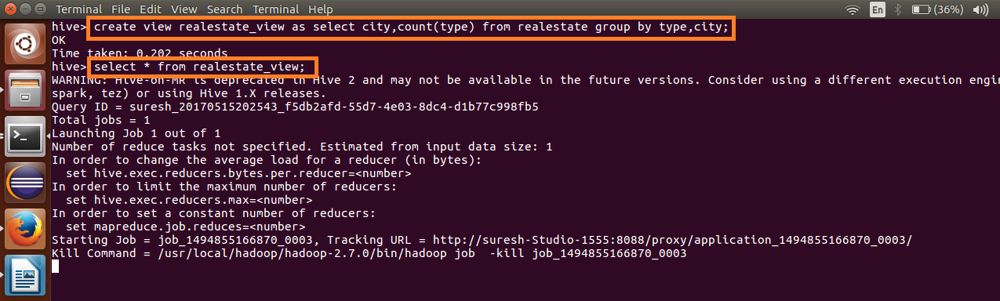 Terminal File Edit View Search Terminal Help En (36%)
hive> create view realestate_view as select city,count(type) from realestate group by type,city;
OK
Time taken: 0.202 seconds
hive> select * from realestate_view;
WARNING: Hive-on-MR is deprecated in Hive 2 and may not be available in the future versions. Consider using a different execution engin
spark, tez) or using Hive 1.X releases.
Query ID = suresh_20170515202543_f5db2afd-55d7-4e03-8dc4-d1b77c998fb5
Total jobs = 1
Launching Job 1 out of 1
Number of reduce tasks not specified. Estimated from input data size: 1
In order to change the average load for a reducer (in bytes):
  set hive.exec.reducers.bytes.per.reducer=<number>
In order to limit the maximum number of reducers:
  set hive.exec.reducers.max=<number>
In order to set a constant number of reducers:
  set mapreduce.job.reduces=<number>
Starting Job = job_1494855166870_0003, Tracking URL = http://suresh-Studio-1555:8088/proxy/application_1494855166870_0003/
Kill Command = /usr/local/hadoop/hadoop-2.7.0/bin/hadoop job  -kill job_1494855166870_0003